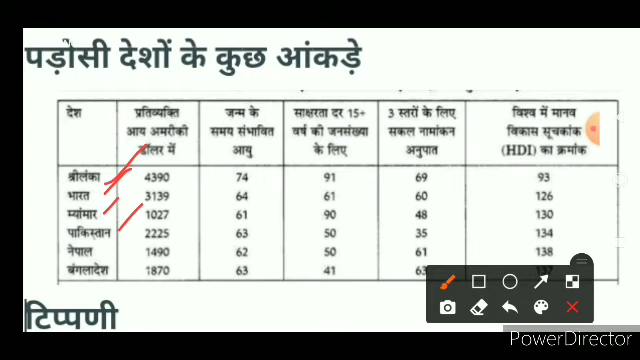 पड़ोसी देशों के कुछ आंकड़े
देश प्रतिव्यक्ति आय अमरीकी डॉलर में जन्म के समय संभावित आयु साक्षरता दर 15+ वर्ष की जनसंख्या के लिए 3 स्तरों के लिए सकल नामांकन अनुपात विश्व में मानव विकास सूचकांक (HDI) का क्रमांक
श्रीलंका 4390 74 91 69 93
भारत 3139 64 61 60 126
म्यांमार 1027 61 90 48 130
पाकिस्तान 2225 63 50 35 134
नेपाल 1490 62 50 61 138
बंगलादेश 1870 63 41 63 137
टिप्पणी
PowerDirector